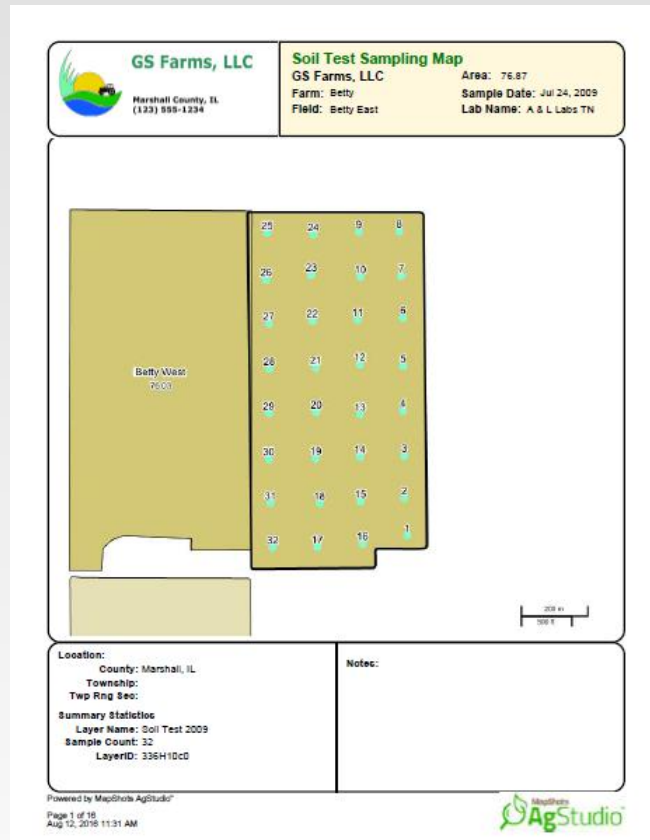 GS Farms, LLC
Marshall County, IL
(123) 555-1234
Soil Test Sampling Map
GS Farms, LLC
Farm: Betty
Field: Betty East
Area: 76.87
Sample Date: Jul 24, 2009
Lab Name: A & L Labs TN
25 24 9 8
26 23 10 7
27 22 11 6
28 21 12 5
Betty West
29 20 13 4
30 19 14 3
31 18 15 2
32 17 16 1
200 m
500 ft
Location:
County: Marshall, IL
Township:
Twp Rng Sec:
Summary Statistics
Layer Name: Soil Test 2009
Sample Count: 32
LayerID: 336H10c0
Notes:
Powered by MapShots AgStudio™
Page 1 of 16
Aug 12, 2016 11:31 AM
MapShots
AgStudio